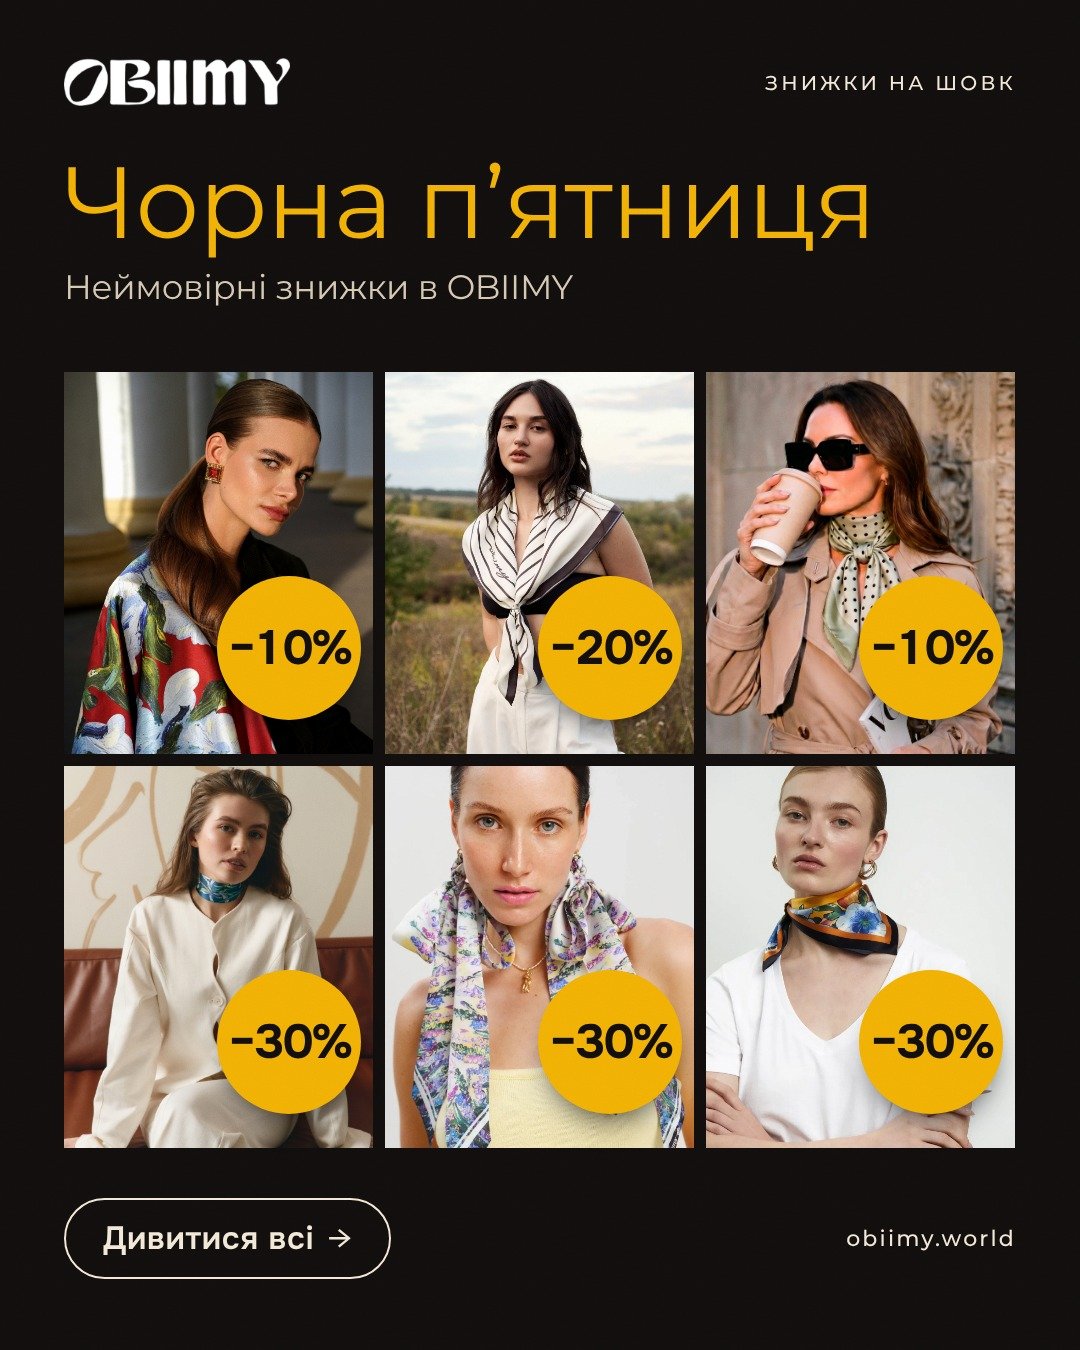 OBIIMY
ЗНИЖКИ НА ШОВК
Чорна п’ятниця
Неймовірні знижки в OBIIMY
−10%
−20%
−10%
−30%
−30%
−30%
Дивитися всі →
obiimy.world